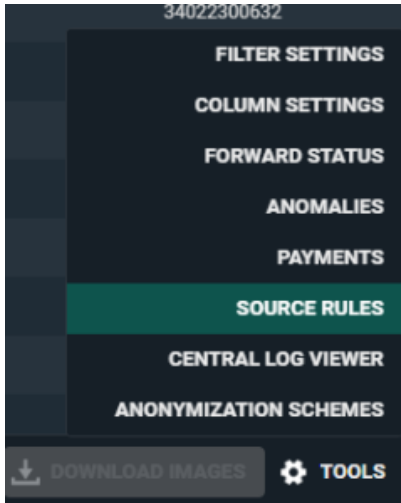 34022300632
FILTER SETTINGS
COLUMN SETTINGS
FORWARD STATUS
ANOMALIES
PAYMENTS
SOURCE RULES
CENTRAL LOG VIEWER
ANONYMIZATION SCHEMES
DOWNLOAD IMAGES TOOLS